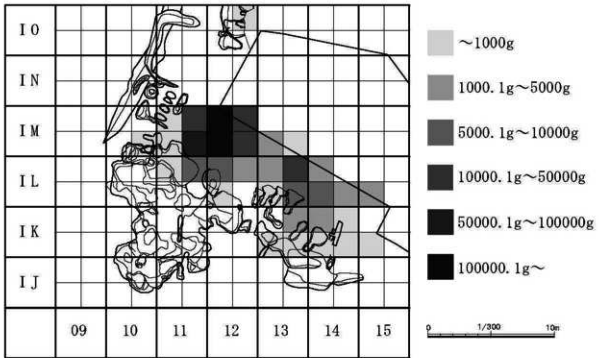 IO
IN
IM
IL
IK
IJ
09 10 11 12 13 14 15
～1000g
1000.1g～5000g
5000.1g～10000g
10000.1g～50000g
50000.1g～100000g
100000.1g～
0 1/300 10m